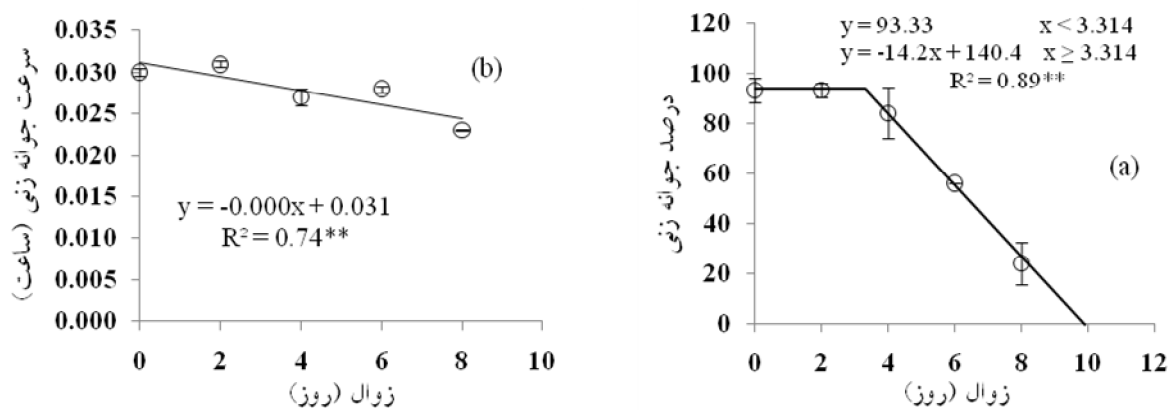 0.035
0.030
0.025
0.020
0.015
0.010
0.005
0.000
سرعت جوانه زنی (ساعت)
(b)
y = -0.000x + 0.031
R² = 0.74**
0 2 4 6 8 10
زوال (روز)
120
100
80
60
40
20
0
درصد جوانه زنی
y = 93.33 x < 3.314
y = -14.2x + 140.4 x ≥ 3.314
R² = 0.89**
(a)
0 2 4 6 8 10 12
زوال (روز)